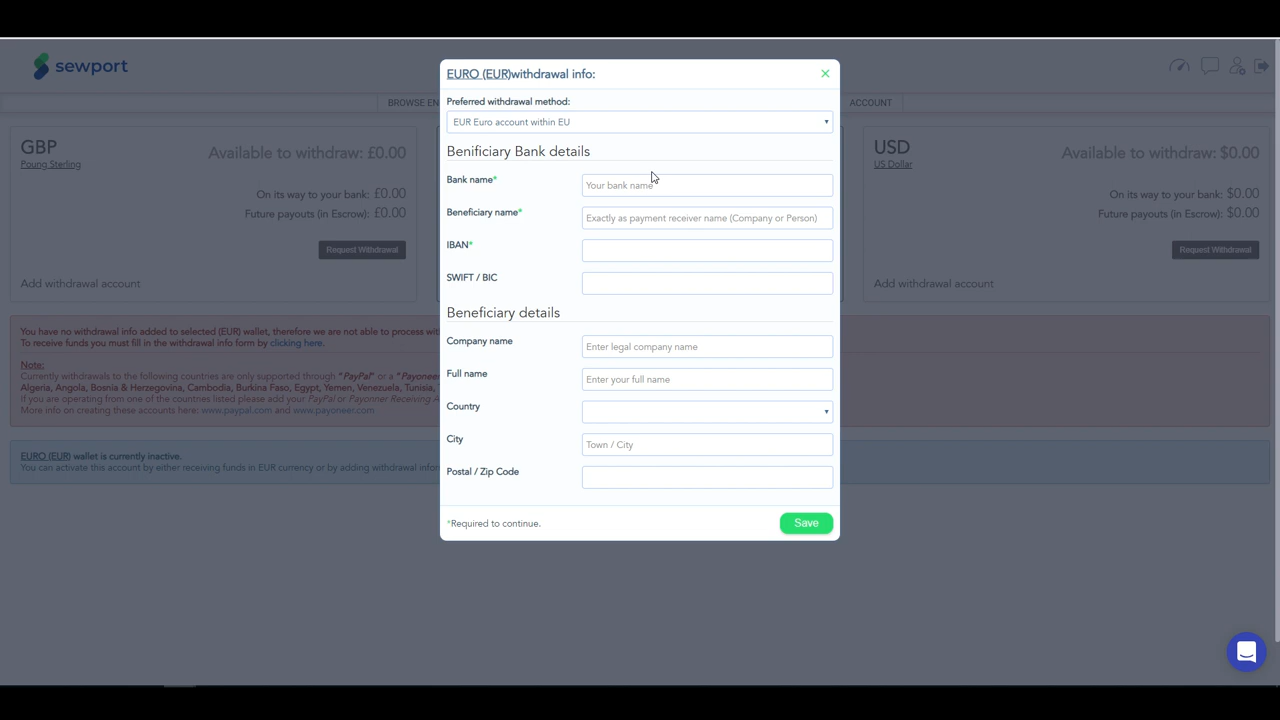 sewport
BROWSE EN
ACCOUNT
GBP
Poung Sterling
Available to withdraw: £0.00
On its way to your bank: £0.00
Future payouts (in Escrow): £0.00
Request Withdrawal
Add withdrawal account
USD
US Dollar
Available to withdraw: $0.00
On its way to your bank: $0.00
Future payouts (in Escrow): $0.00
Request Withdrawal
Add withdrawal account
You have no withdrawal info added to selected (EUR) wallet, therefore we are not able to process wit
To receive funds you must fill in the withdrawal info form by clicking here.
Note:
Currently withdrawals to the following countries are only supported through "PayPal" or a "Payonee
Algeria, Angola, Bosnia & Herzegovina, Cambodia, Burkina Faso, Egypt, Yemen, Venezuela, Tunisia,
If you are operating from one of the countries listed please add your PayPal or Payonner Receiving A
More info on creating these accounts here: www.paypal.com and www.payoneer.com
EURO (EUR) wallet is currently inactive.
You can activate this account by either receiving funds in EUR currency or by adding withdrawal infor
EURO (EUR)withdrawal info:
Preferred withdrawal method:
EUR Euro account within EU
Benificiary Bank details
Bank name*
Your bank name
Beneficiary name*
Exactly as payment receiver name (Company or Person)
IBAN*
SWIFT / BIC
Beneficiary details
Company name
Enter legal company name
Full name
Enter your full name
Country
City
Town / City
Postal / Zip Code
*Required to continue.
Save